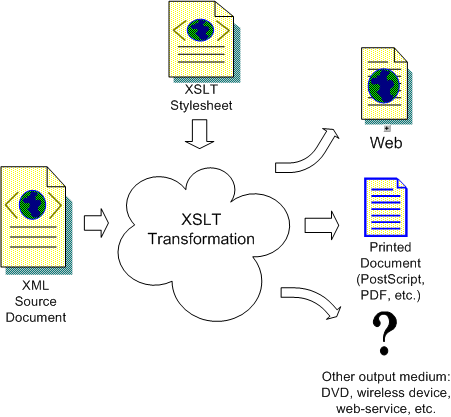 XSLT
Stylesheet
Web
XSLT
Transformation
XML
Source
Document
Printed
Document
(PostScript,
PDF, etc.)
?
Other output medium:
DVD, wireless device,
web-service, etc.